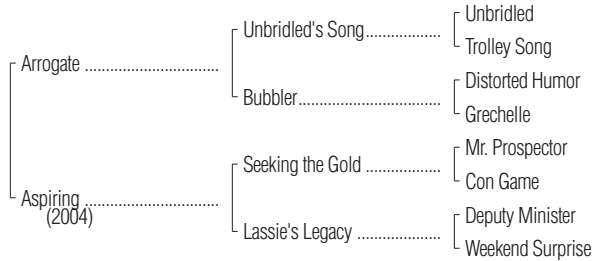 Unbridled
Unbridled's Song..................
Trolley Song
Arrogate ................................
Distorted Humor
Bubbler...................................
Grechelle
Mr. Prospector
Seeking the Gold ..................
Con Game
Aspiring ................................
(2004)
Deputy Minister
Lassie's Legacy ....................
Weekend Surprise